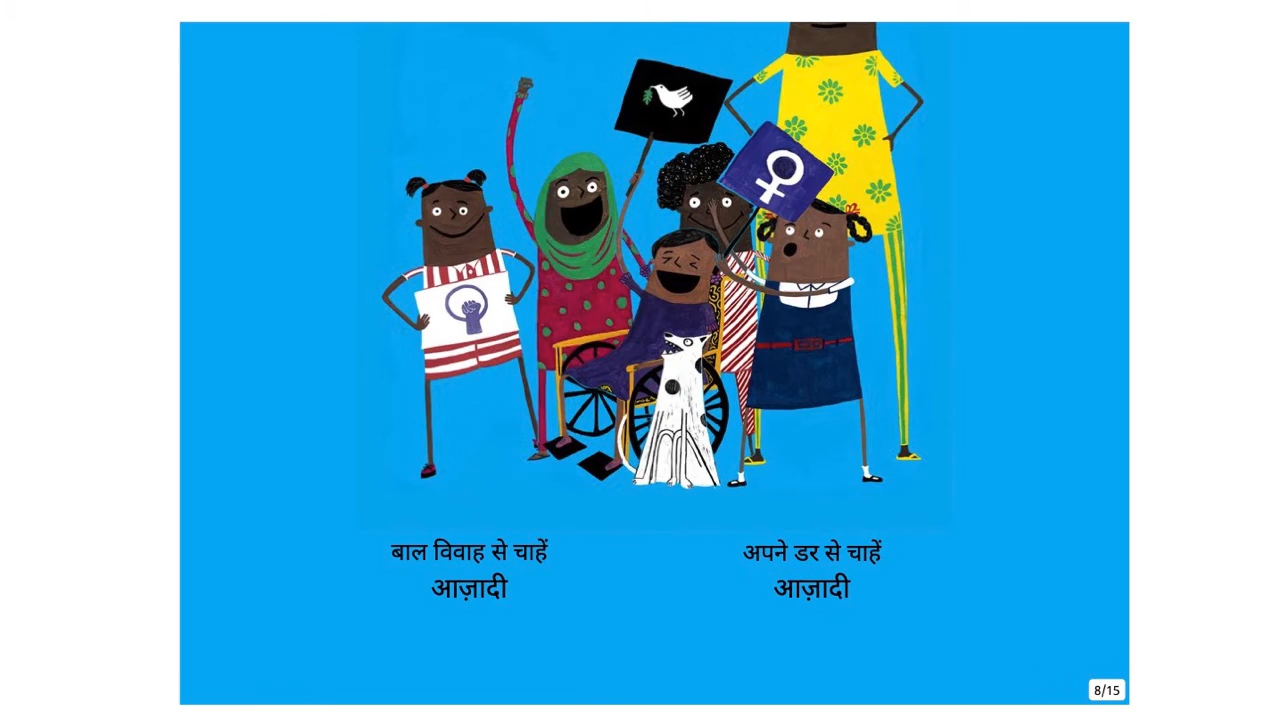 बाल विवाह से चाहें
आज़ादी
अपने डर से चाहें
आज़ादी
8/15